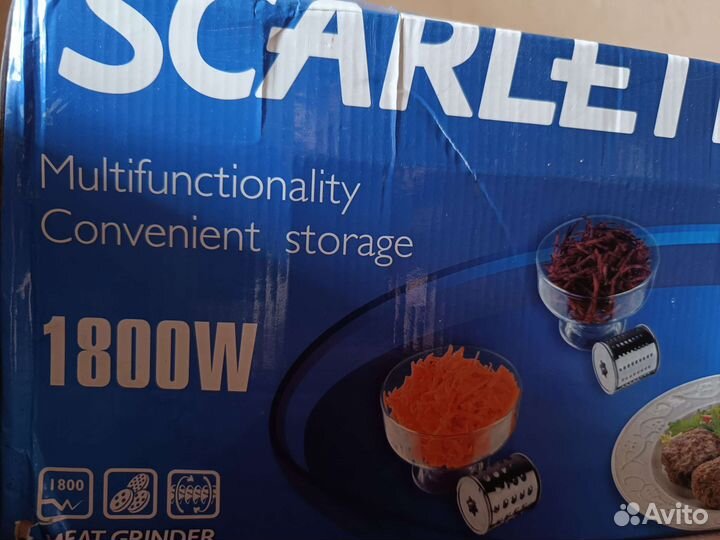 SCARLETT
Multifunctionality
Convenient storage
1800W
1800
MEAT GRINDER
Avito